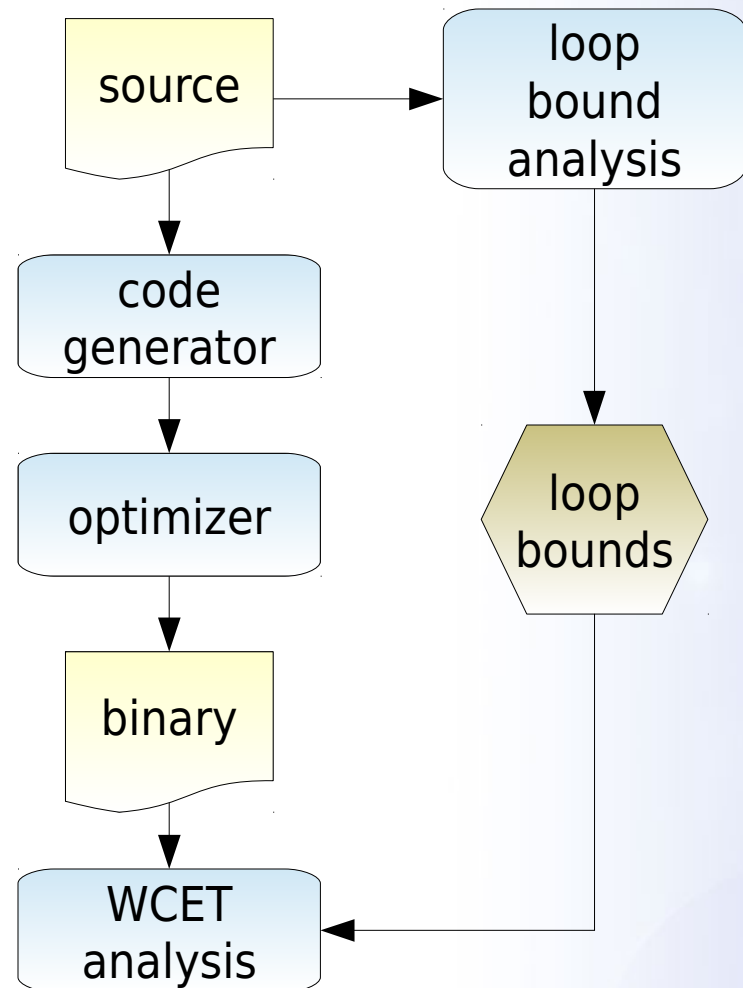 source
loop
bound
analysis
code
generator
optimizer
loop
bounds
binary
WCET
analysis